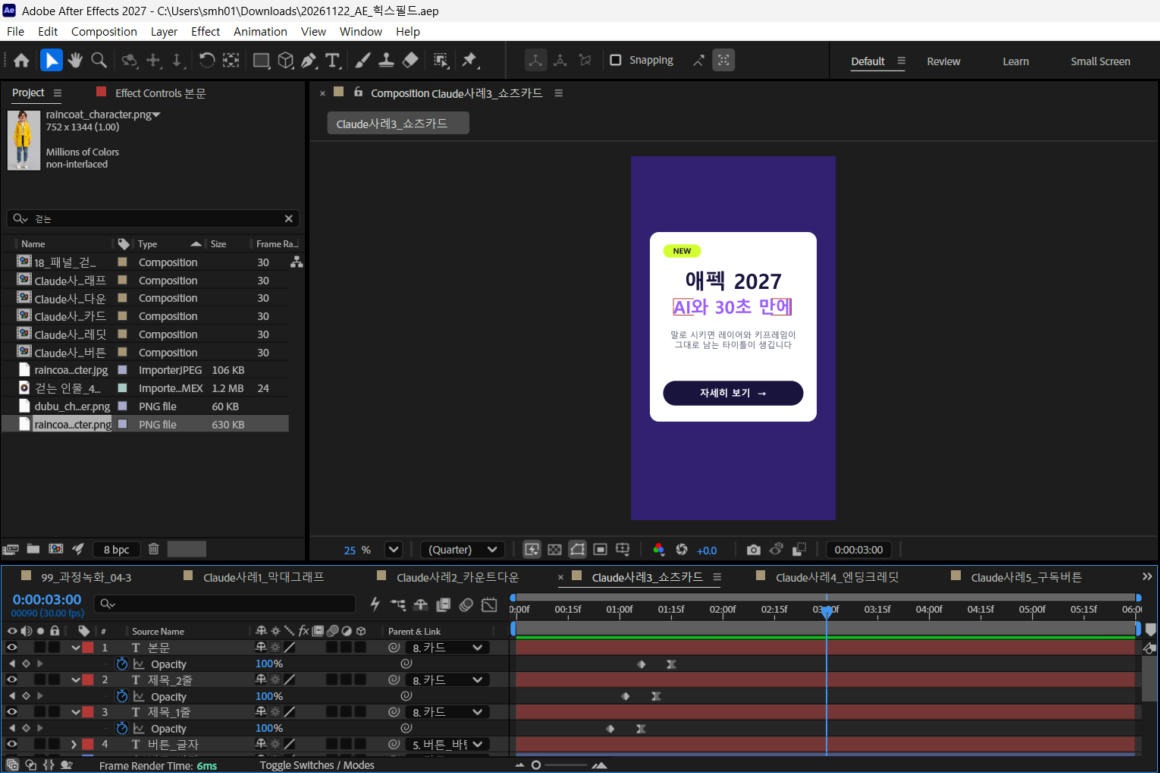 Adobe After Effects 2027 - C:\Users\smh01\Downloads\20261122_AE_힉스필드.aep
File Edit Composition Layer Effect Animation View Window Help
Snapping
Default Review Learn Small Screen
Project
Effect Controls 본문
raincoat_character.png
752 x 1344 (1.00)
Millions of Colors
non-interlaced
걷는
Name Type Size Frame Ra...
18_패널_걷... Composition 30
Claude사...래프 Composition 30
Claude사...다운 Composition 30
Claude사...카드 Composition 30
Claude사...레딧 Composition 30
Claude사...버튼 Composition 30
raincoa...cter.jpg ImporterJPEG 106 KB
걷는 인물_4... Importe...MEX 1.2 MB 24
dubu_ch...er.png PNG file 60 KB
raincoa...cter.png PNG file 630 KB
8 bpc
Composition Claude사례3_쇼츠카드
Claude사례3_쇼츠카드
NEW
애펙 2027
AI와 30초 만에
말로 시키면 레이어와 키프레임이
그대로 남는 타이틀이 생깁니다
자세히 보기 →
25 % (Quarter) +0.0 0:00:03:00
99_과정녹화_04-3 Claude사례1_막대그래프 Claude사례2_카운트다운 Claude사례3_쇼츠카드 Claude사례4_엔딩크레딧 Claude사례5_구독버튼
0:00:03:00
00090 (30.00 fps)
0:00f 00:15f 01:00f 01:15f 02:00f 02:15f 03:00f 03:15f 04:00f 04:15f 05:00f 05:15f 06:0
# Source Name fx Parent & Link
1 T 본문 8. 카드
Opacity 100%
2 T 제목_2줄 8. 카드
Opacity 100%
3 T 제목_1줄 8. 카드
Opacity 100%
4 T 버튼_글자 5. 버튼_바탕
Frame Render Time: 6ms Toggle Switches / Modes